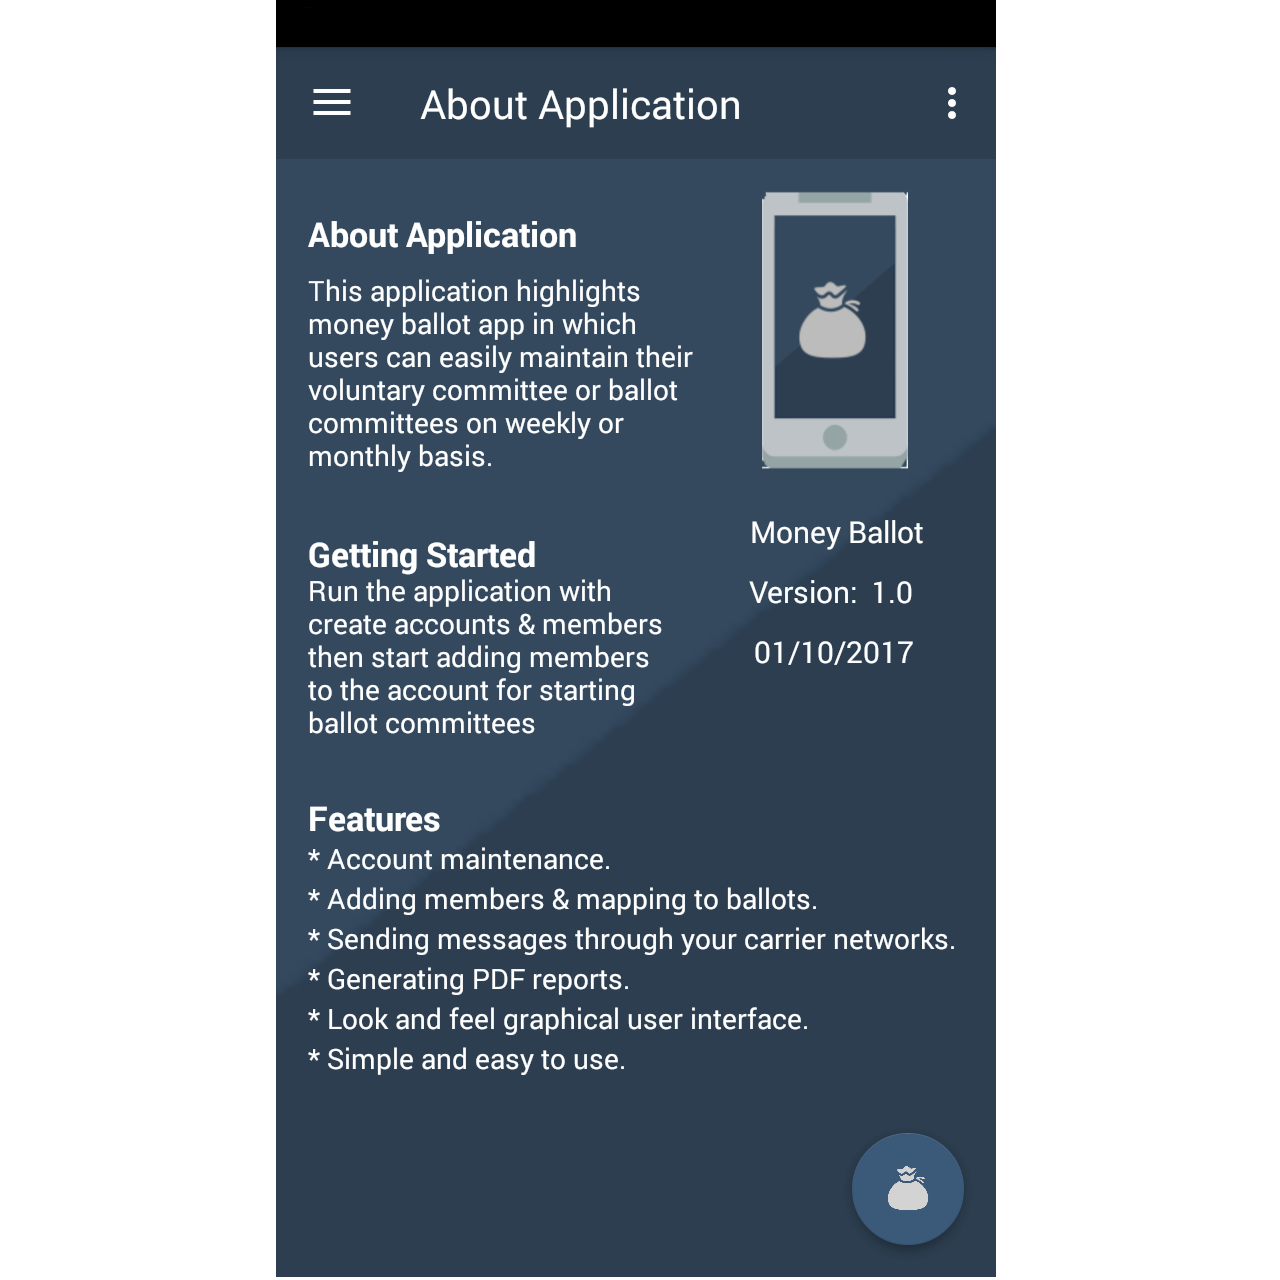 About Application
About Application
This application highlights
money ballot app in which
users can easily maintain their
voluntary committee or ballot
committees on weekly or
monthly basis.
Money Ballot
Version:  1.0
01/10/2017
Getting Started
Run the application with
create accounts & members
then start adding members
to the account for starting
ballot committees
Features
* Account maintenance.
* Adding members & mapping to ballots.
* Sending messages through your carrier networks.
* Generating PDF reports.
* Look and feel graphical user interface.
* Simple and easy to use.